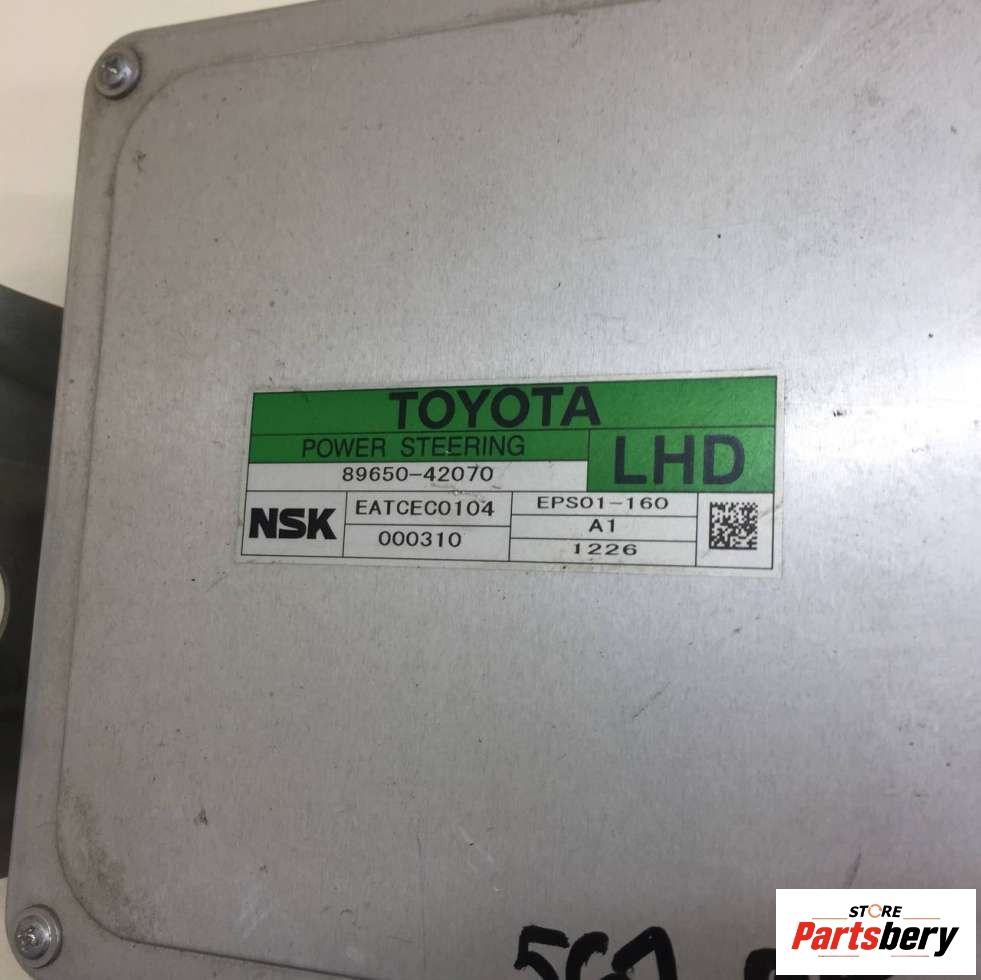 TOYOTA
POWER STEERING
LHD
89650-42070
NSK
EATCEC0104
000310
EPS01-160
A1
1226
STORE
Partsbery